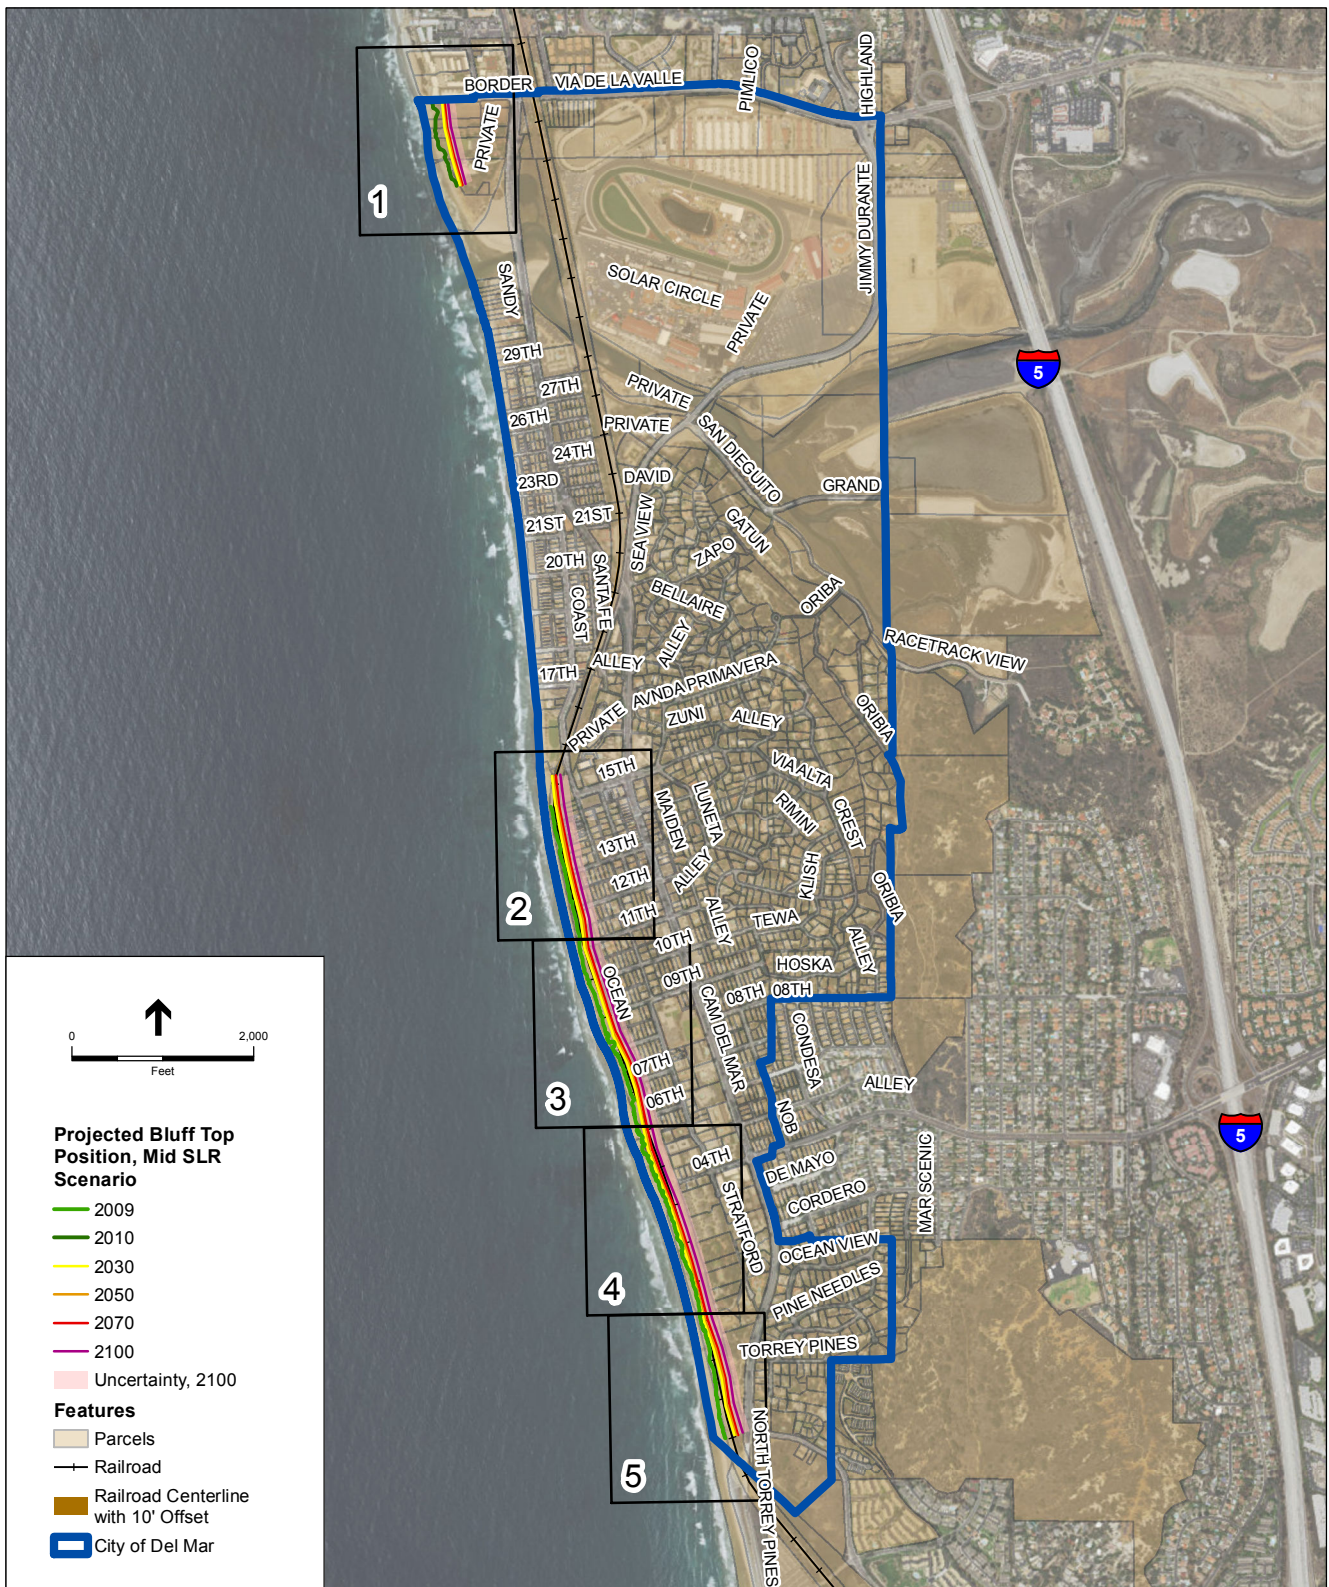 BORDER
VIA DE LA VALLE
PIMLICO
HIGHLAND
PRIVATE
1
JIMMY DURANTE
SANDY
SOLAR CIRCLE
PRIVATE
29TH
27TH
PRIVATE
5
26TH
PRIVATE
SAN DIEGUITO
24TH
23RD
DAVID
GRAND
21ST
21ST
SEA VIEW
GATUN
ZAPO
20TH
SANTA FE
COAST
BELLAIRE
ORIBA
ALLEY
RACETRACK VIEW
17TH
ALLEY
AVNDA PRIMAVERA
PRIVATE
ZUNI
ALLEY
ORIBIA
15TH
VIA ALTA
MAIDEN
LUNETA
RIMINI
CREST
13TH
12TH
ALLEY
KLISH
ORIBIA
2
11TH
ALLEY
TEWA
10TH
ALLEY
OCEAN
09TH
HOSKA
08TH
08TH
CAM DEL MAR
CONDESA
07TH
06TH
ALLEY
3
NOB
5
04TH
DE MAYO
MAR SCENIC
STRATFORD
CORDERO
OCEAN VIEW
4
PINE NEEDLES
TORREY PINES
5
NORTH TORREY PINES
0
2,000
Feet
Projected Bluff Top
Position, Mid SLR
Scenario
2009
2010
2030
2050
2070
2100
Uncertainty, 2100
Features
Parcels
Railroad
Railroad Centerline
with 10' Offset
City of Del Mar